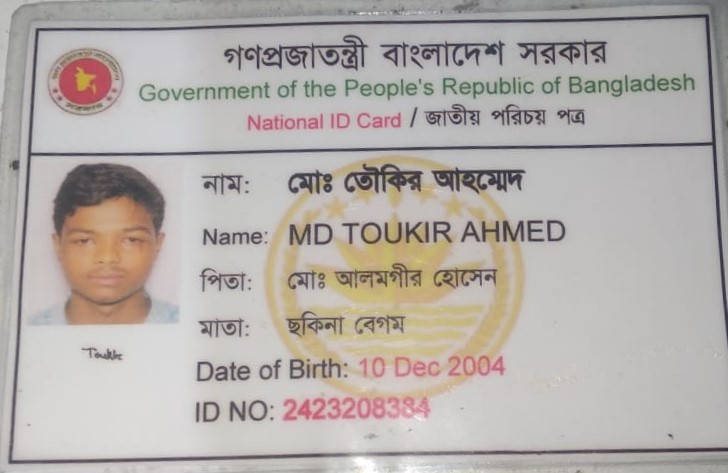 গণপ্রজাতন্ত্রী বাংলাদেশ সরকার
Government of the People's Republic of Bangladesh
National ID Card / জাতীয় পরিচয় পত্র
নাম: মোঃ তৌকির আহম্মেদ
Name: MD TOUKIR AHMED
পিতা: মোঃ আলমগীর হোসেন
মাতা: ছকিনা বেগম
Toukir
Date of Birth: 10 Dec 2004
ID NO: 2423208384